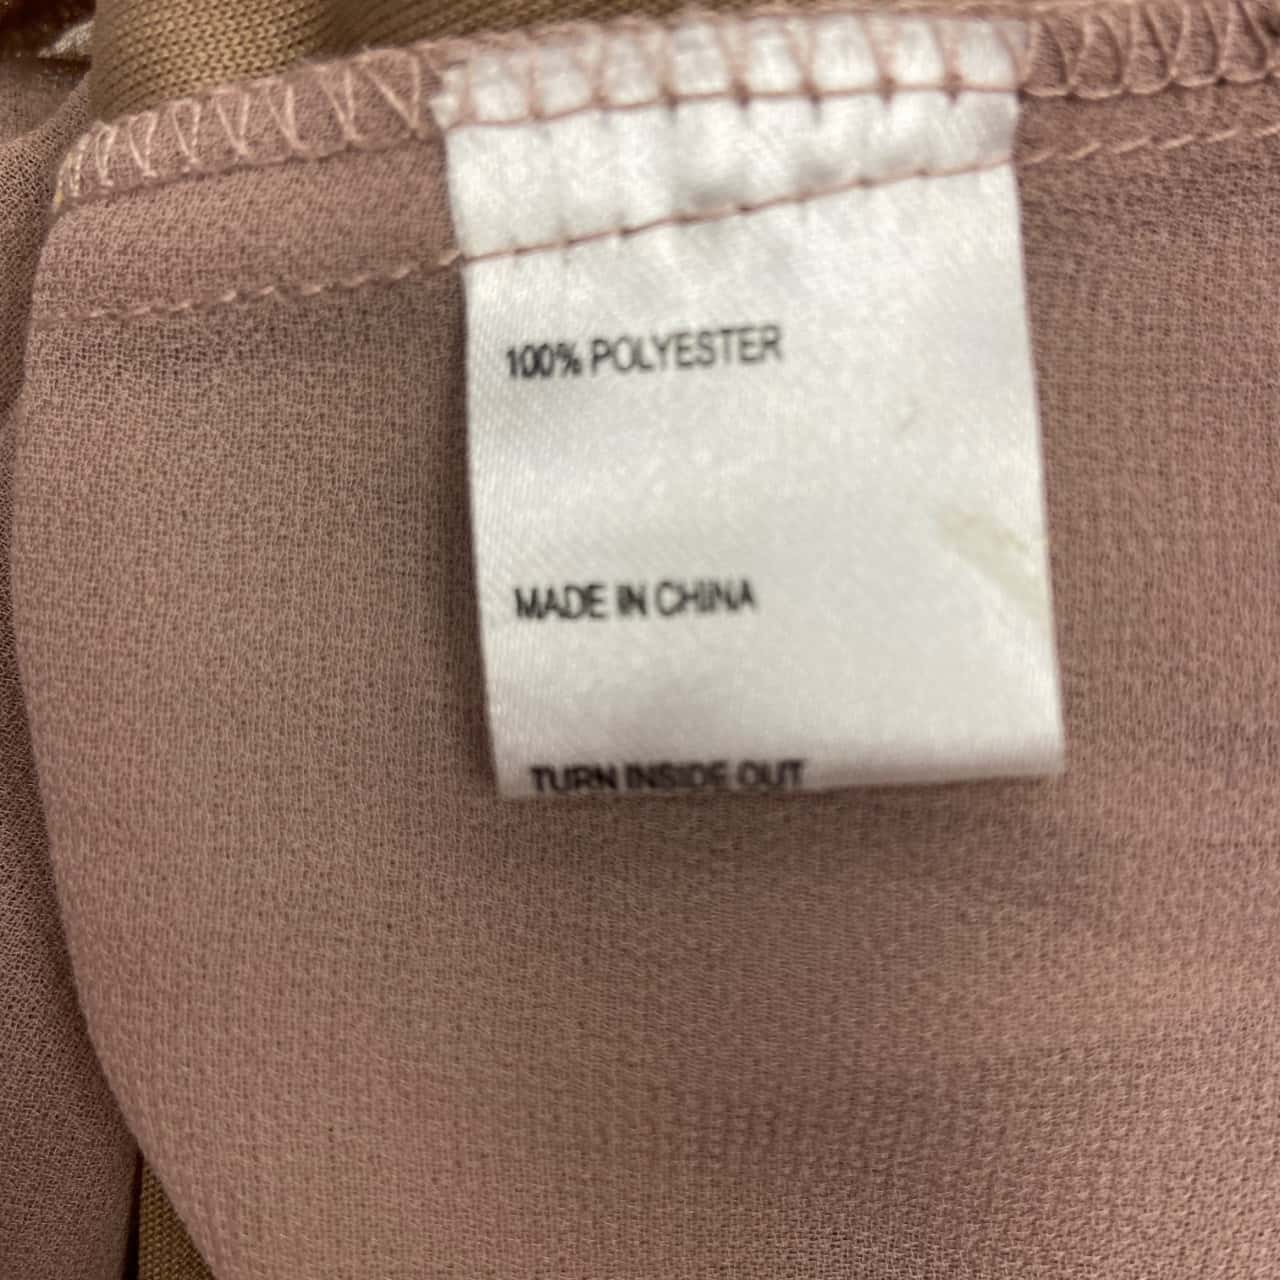 100% POLYESTER
MADE IN CHINA
TURN INSIDE OUT